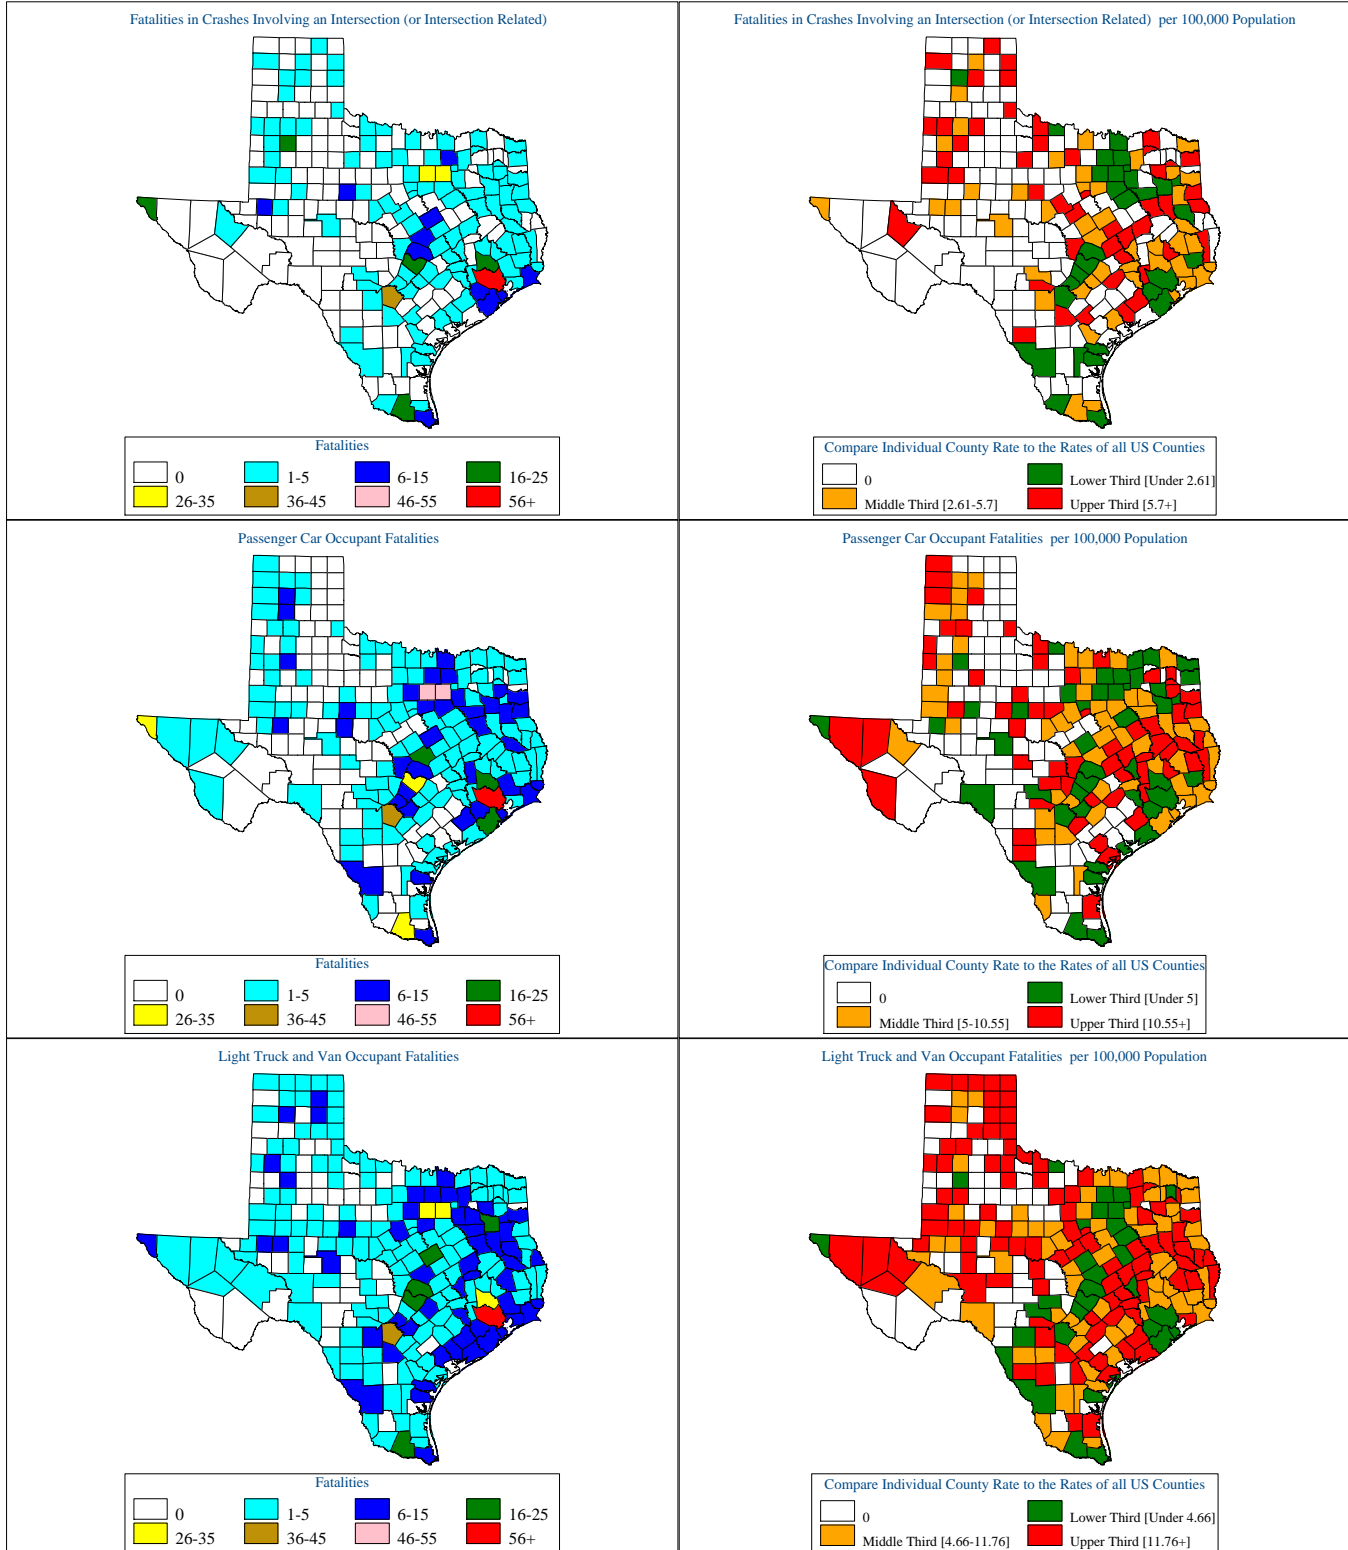 Fatalities in Crashes Involving an Intersection (or Intersection Related)
Fatalities
0
1-5
6-15
16-25
26-35
36-45
46-55
56+
Fatalities in Crashes Involving an Intersection (or Intersection Related)  per 100,000 Population
Compare Individual County Rate to the Rates of all US Counties
0
Lower Third [Under 2.61]
Middle Third [2.61-5.7]
Upper Third [5.7+]
Passenger Car Occupant Fatalities
Fatalities
0
1-5
6-15
16-25
26-35
36-45
46-55
56+
Passenger Car Occupant Fatalities  per 100,000 Population
Compare Individual County Rate to the Rates of all US Counties
0
Lower Third [Under 5]
Middle Third [5-10.55]
Upper Third [10.55+]
Light Truck and Van Occupant Fatalities
Fatalities
0
1-5
6-15
16-25
26-35
36-45
46-55
56+
Light Truck and Van Occupant Fatalities  per 100,000 Population
Compare Individual County Rate to the Rates of all US Counties
0
Lower Third [Under 4.66]
Middle Third [4.66-11.76]
Upper Third [11.76+]